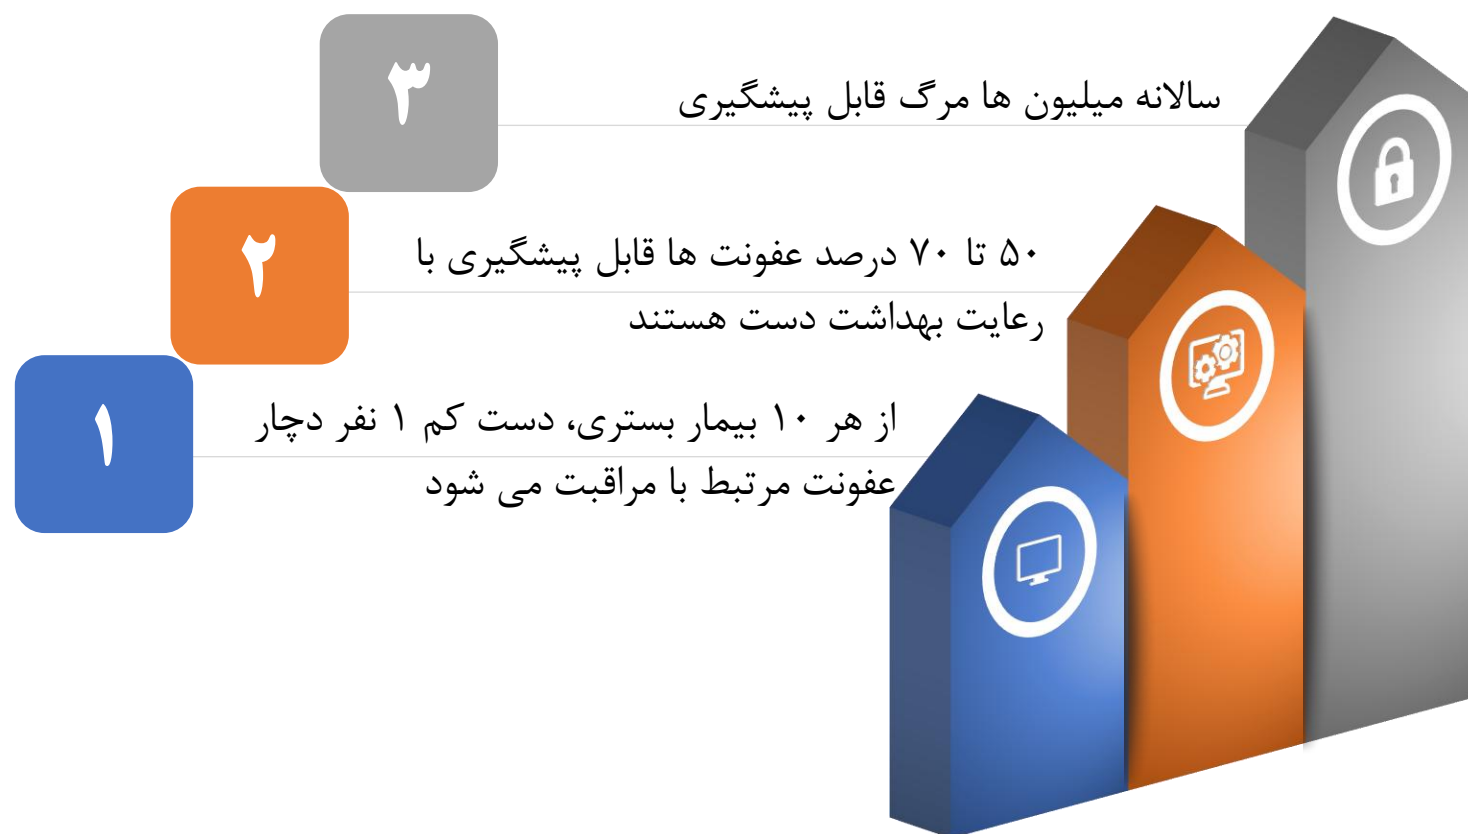 ۳
سالانه میلیون ها مرگ قابل پیشگیری
۲
۵۰ تا ۷۰ درصد عفونت ها قابل پیشگیری با
رعایت بهداشت دست هستند
۱
از هر ۱۰ بیمار بستری، دست کم ۱ نفر دچار
عفونت مرتبط با مراقبت می شود